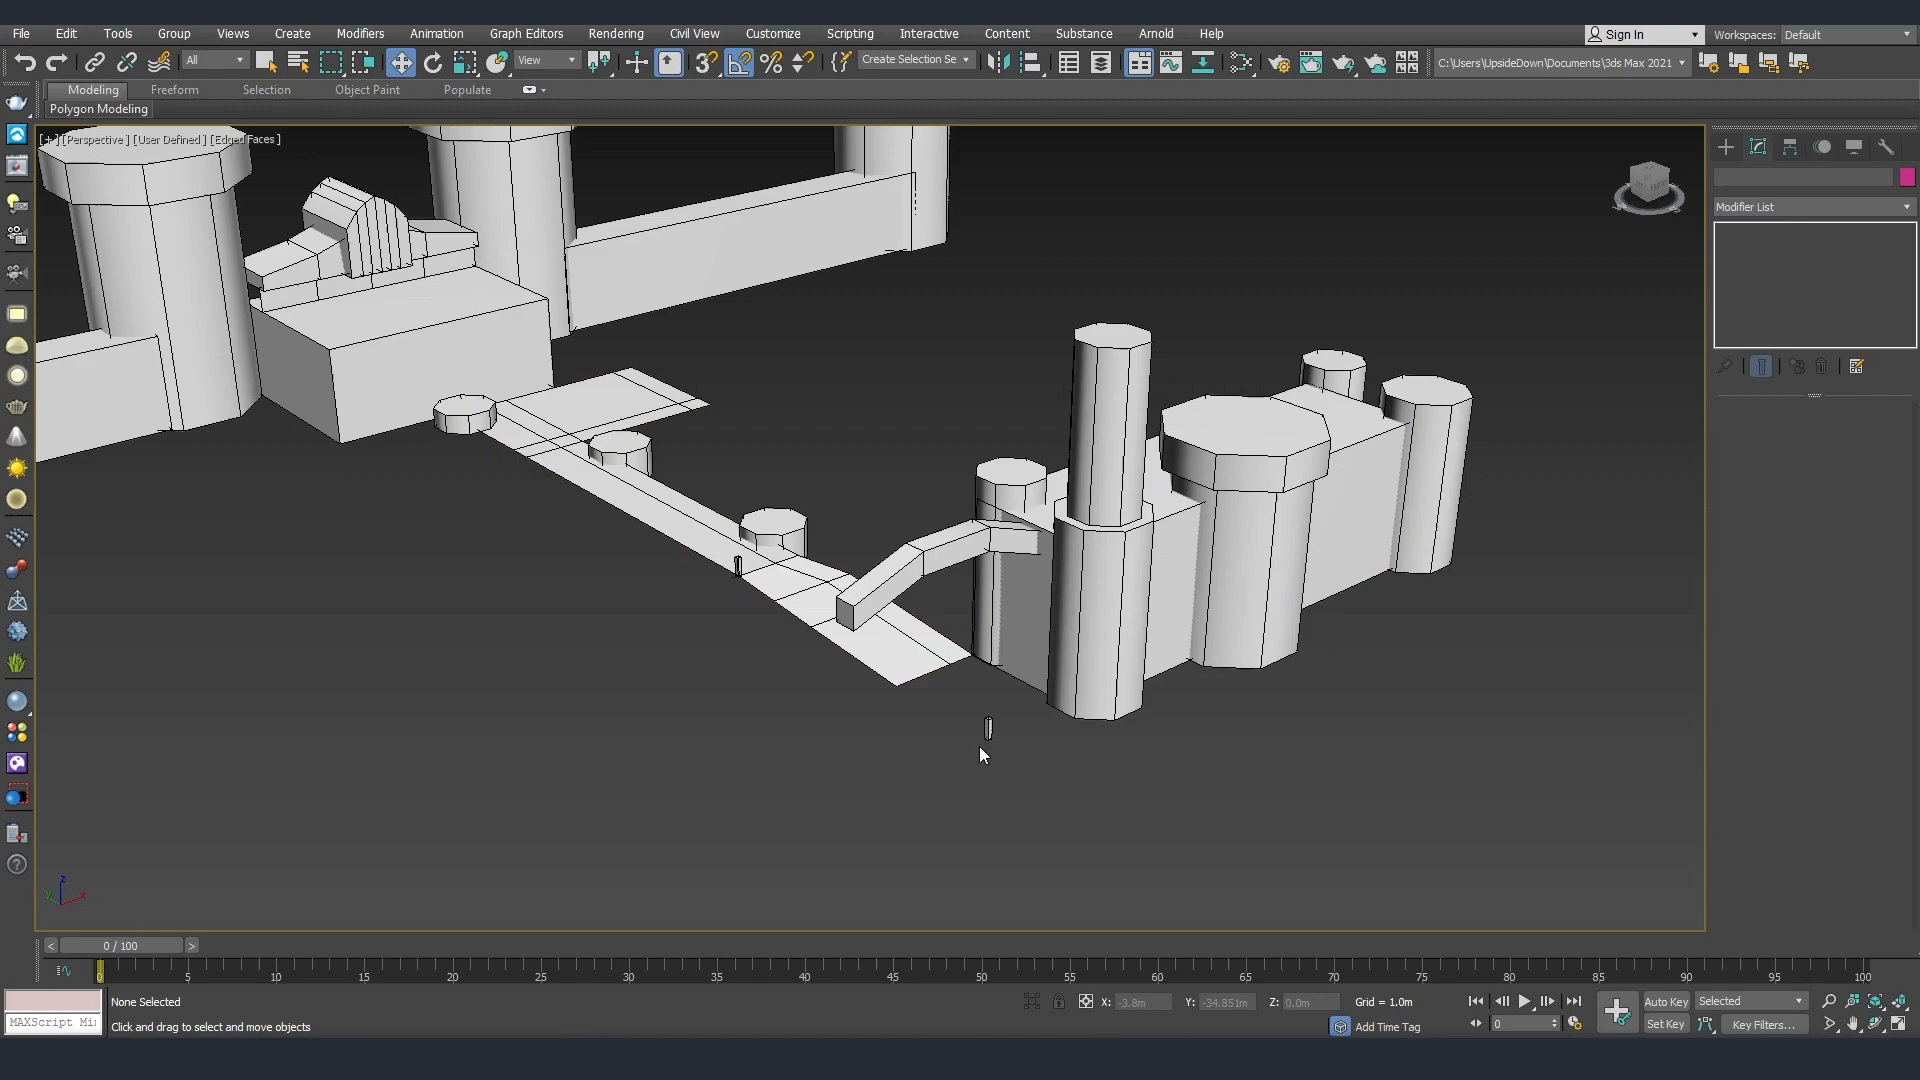 File Edit Tools Group Views Create Modifiers Animation Graph Editors Rendering Civil View Customize Scripting Interactive Content Substance Arnold Help
Sign In Workspaces: Default
All View 3 Create Selection Se C:\Users\UpsideDown\Documents\3ds Max 2021
Modeling Freeform Selection Object Paint Populate
Polygon Modeling
[+] [Perspective ] [User Defined ] [Edged Faces ]
Modifier List
z
x
< 0 / 100 >
0 5 10 15 20 25 30 35 40 45 50 55 60 65 70 75 80 85 90 95 100
None Selected X: -3.8m Y: -34.851m Z: 0.0m Grid = 1.0m Auto Key Selected
MAXScript Mi Click and drag to select and move objects Add Time Tag 0 Set Key Key Filters...